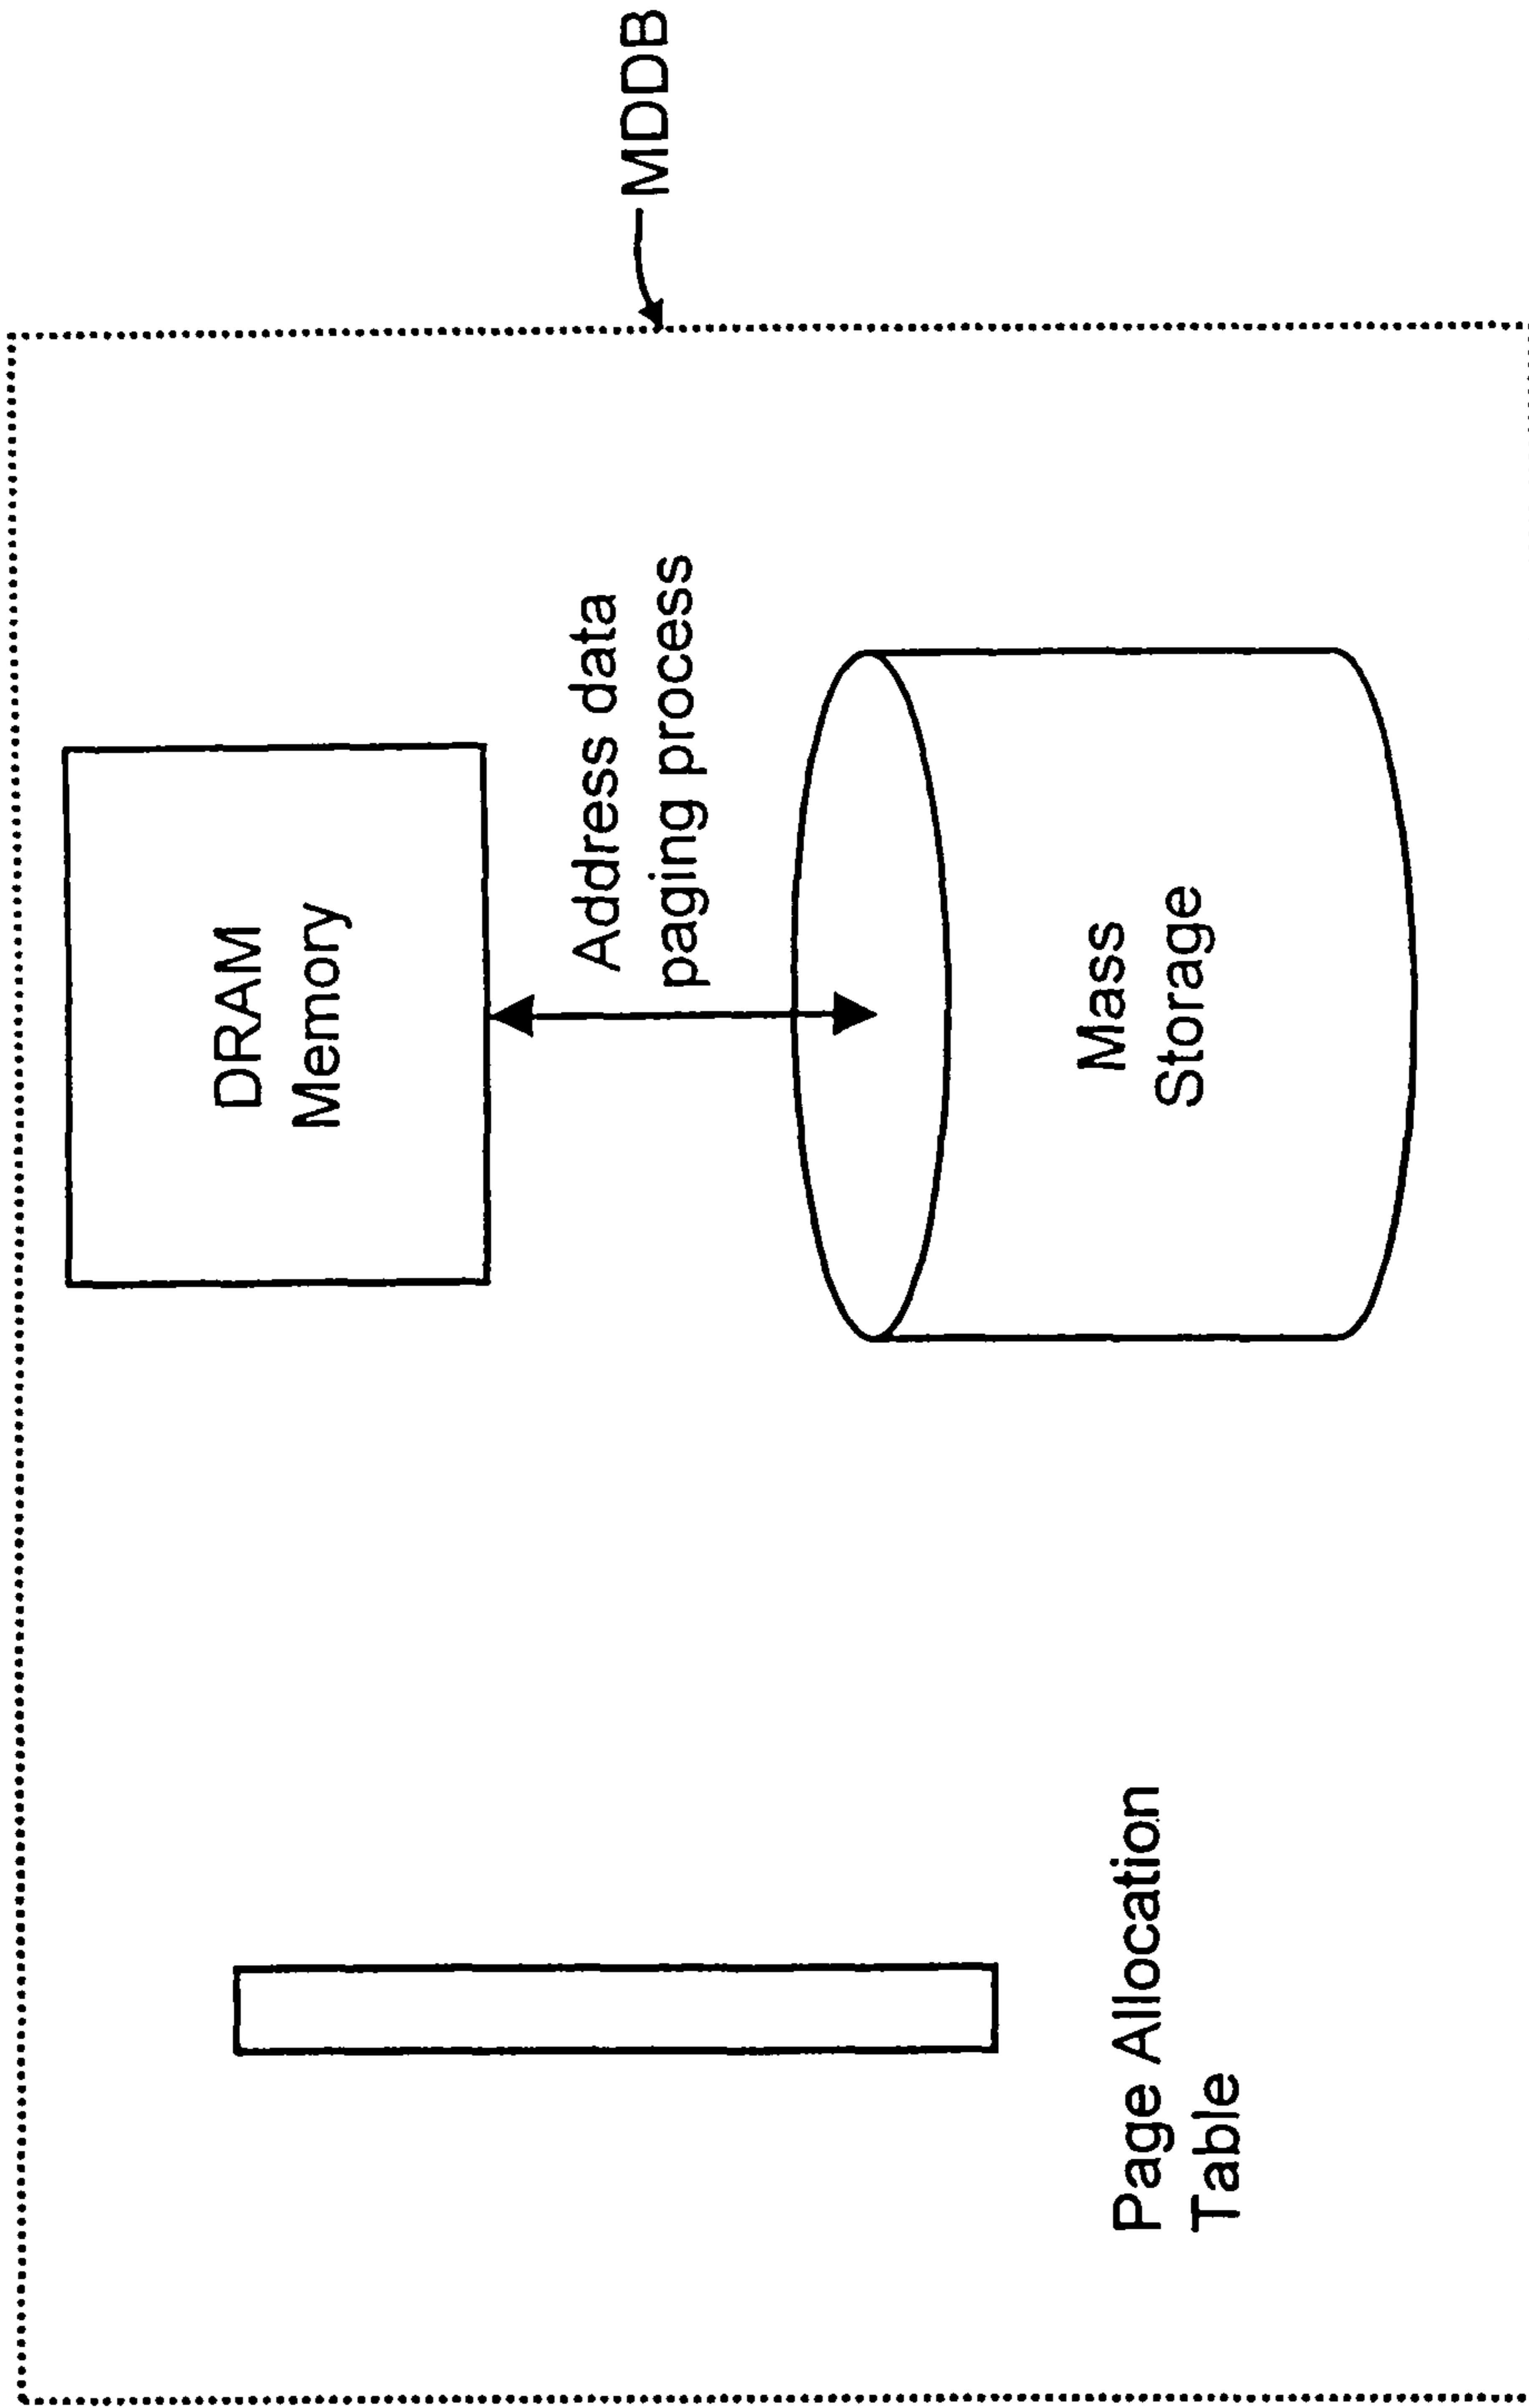 Page Allocation
Table
DRAM
Memory
Address data
paging process
Mass
Storage
MDDB